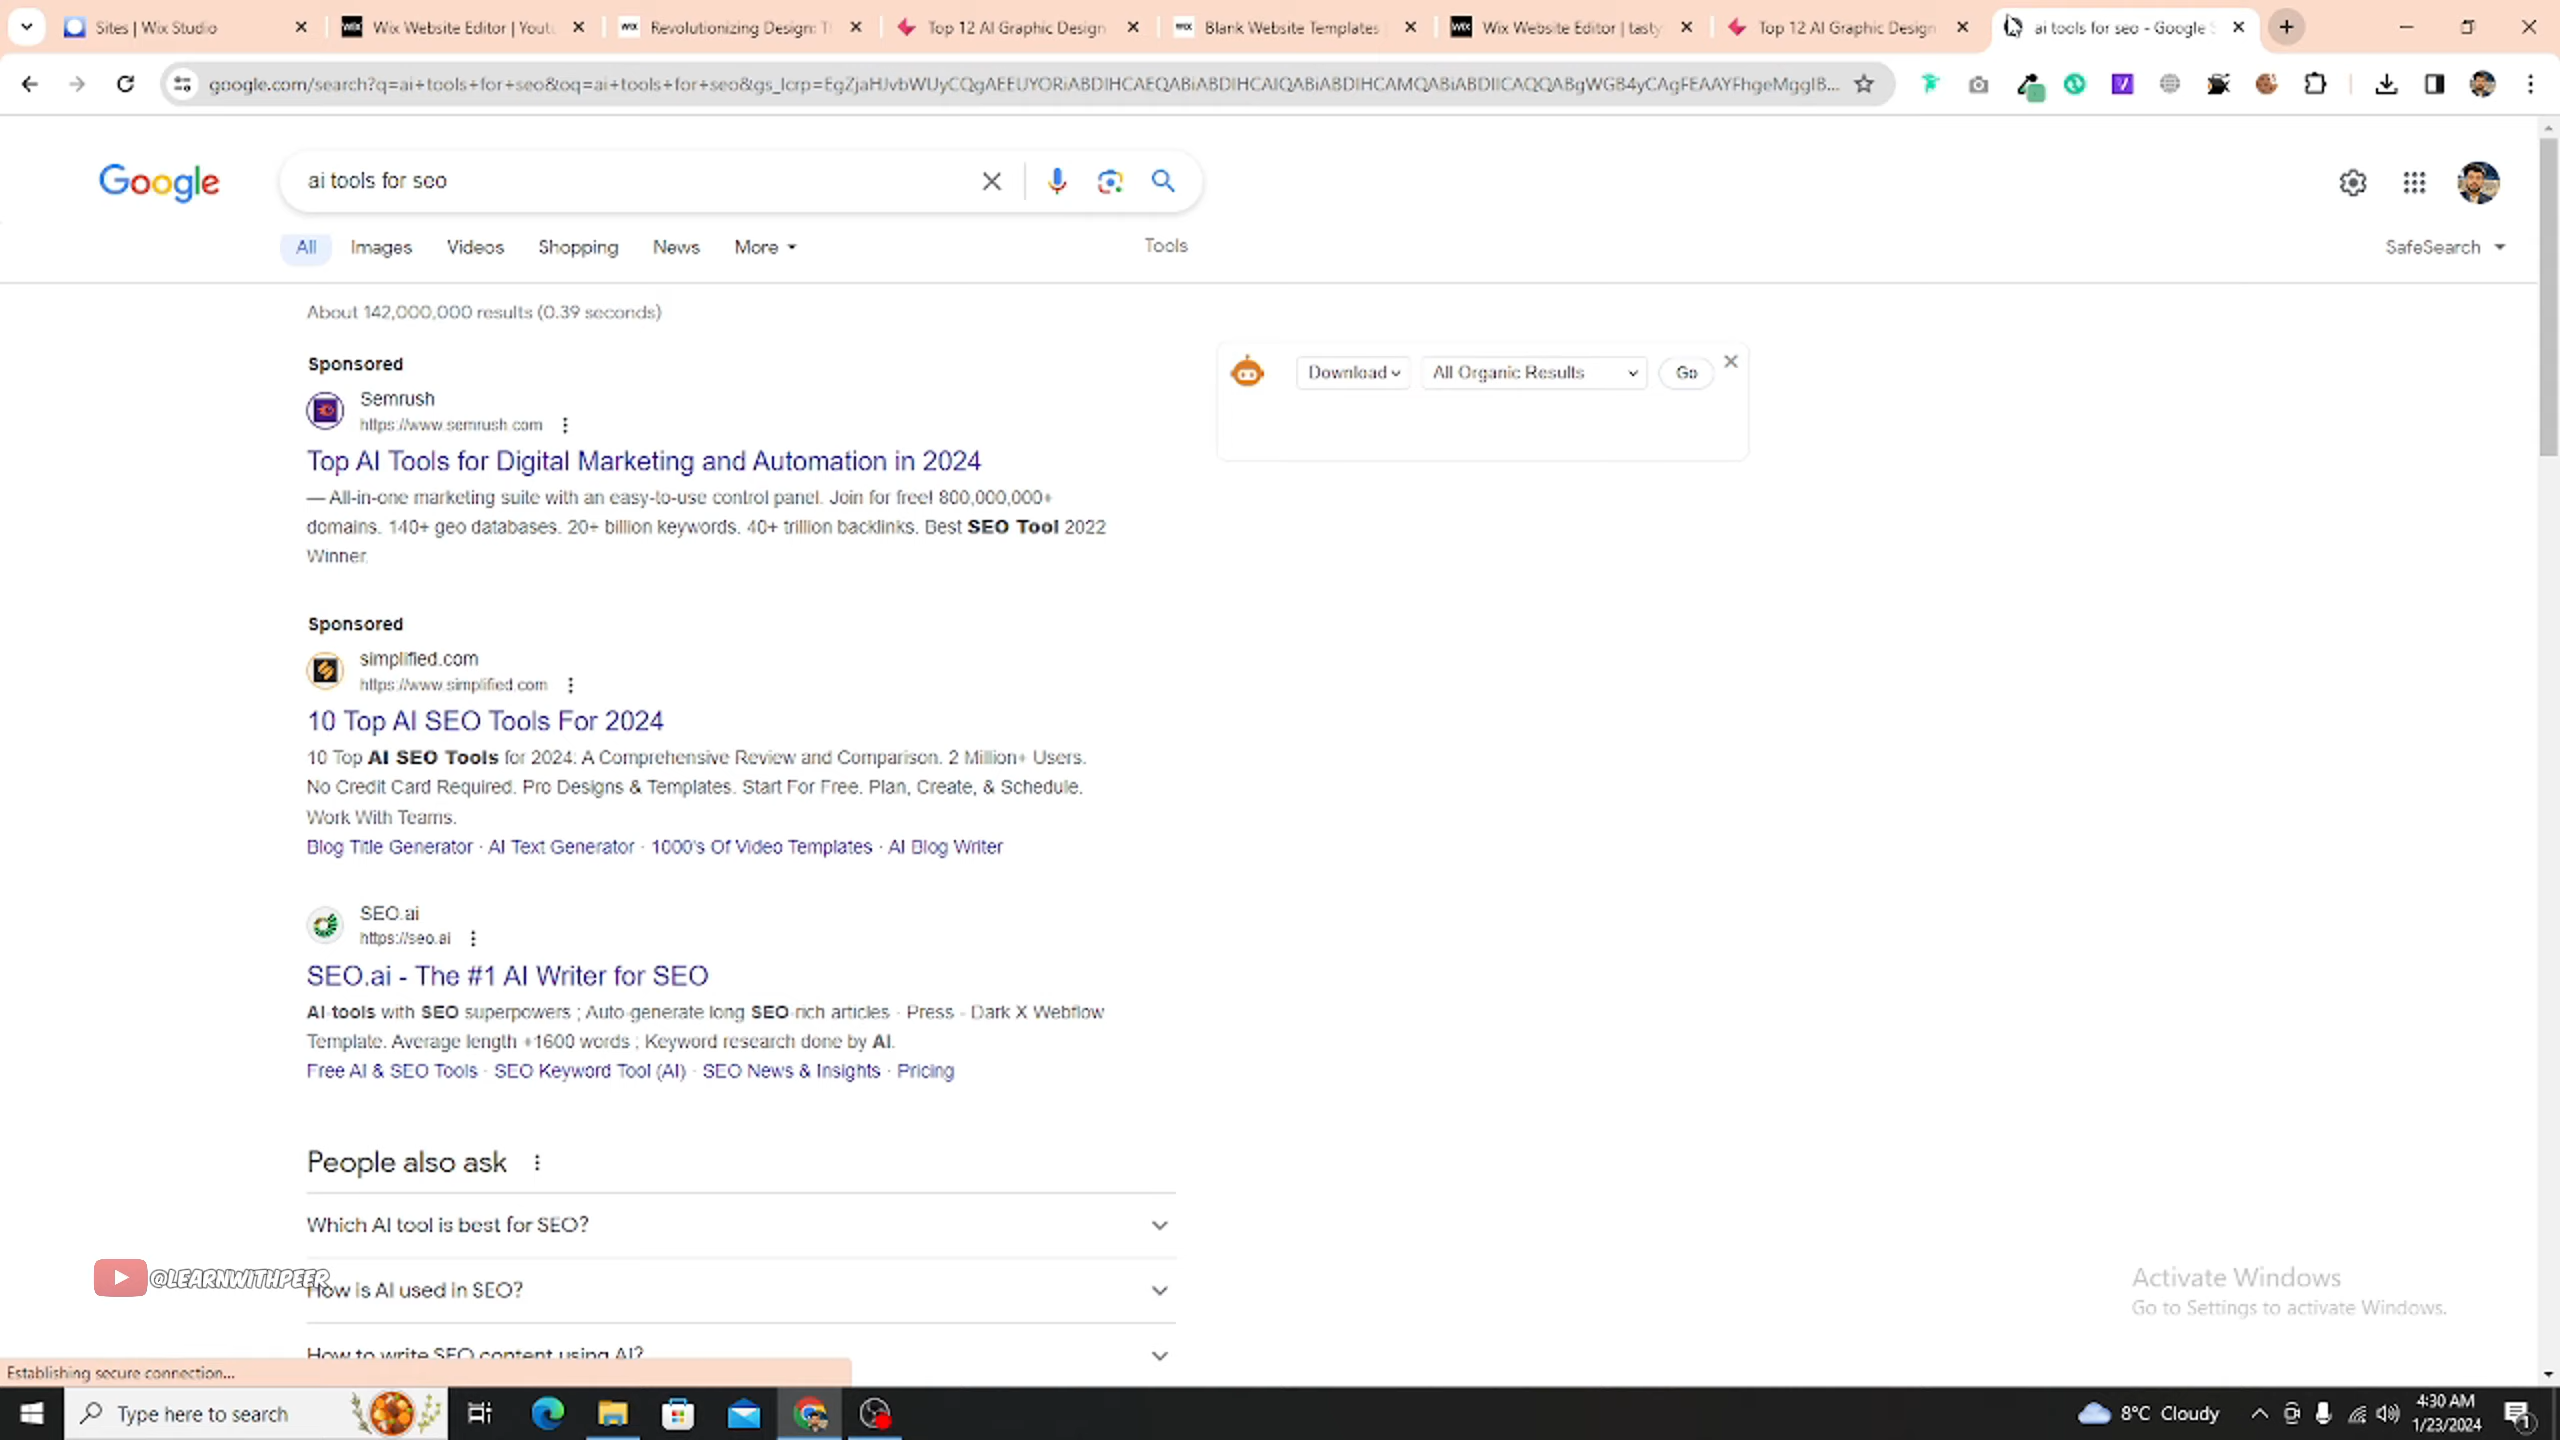 Sites | Wix Studio
Wix Website Editor | Yout
Revolutionizing Design: T
Top 12 AI Graphic Design
Blank Website Templates
Wix Website Editor | tasty
Top 12 AI Graphic Design
ai tools for seo - Google S
Google
ai tools for seo
All
Images
Videos
Shopping
News
More
Tools
SafeSearch
About 142,000,000 results (0.39 seconds)
Sponsored
Semrush
https://www.semrush.com
Top AI Tools for Digital Marketing and Automation in 2024
— All-in-one marketing suite with an easy-to-use control panel. Join for free! 800,000,000+
domains. 140+ geo databases. 20+ billion keywords. 40+ trillion backlinks. Best SEO Tool 2022
Winner.
Download
All Organic Results
Go
Sponsored
simplified.com
https://www.simplified.com
10 Top AI SEO Tools For 2024
10 Top AI SEO Tools for 2024: A Comprehensive Review and Comparison. 2 Million+ Users.
No Credit Card Required. Pro Designs & Templates. Start For Free. Plan, Create, & Schedule.
Work With Teams.
Blog Title Generator · AI Text Generator · 1000's Of Video Templates · AI Blog Writer
SEO.ai
https://seo.ai
SEO.ai - The #1 AI Writer for SEO
AI-tools with SEO superpowers ; Auto-generate long SEO-rich articles · Press - Dark X Webflow
Template. Average length +1600 words ; Keyword research done by AI.
Free AI & SEO Tools · SEO Keyword Tool (AI) · SEO News & Insights · Pricing
People also ask
Which AI tool is best for SEO?
@LEARNWITHPEER
How is AI used in SEO?
How to write SEO content using AI?
Activate Windows
Go to Settings to activate Windows.
Establishing secure connection...
Type here to search
8°C Cloudy
4:30 AM
1/23/2024
1